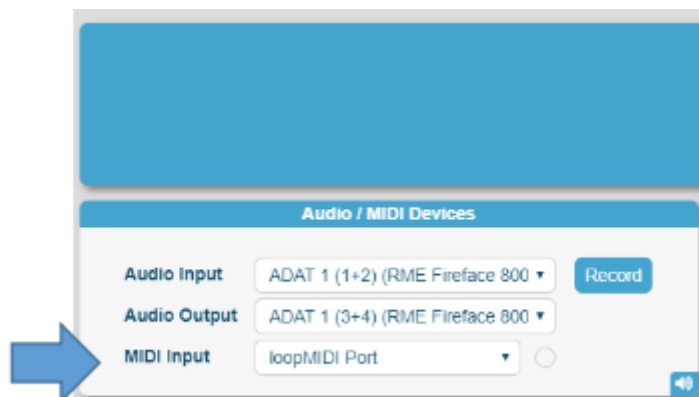 Audio / MIDI Devices
Audio Input ADAT 1 (1+2) (RME Fireface 800 Record
Audio Output ADAT 1 (3+4) (RME Fireface 800
MIDI Input loopMIDI Port